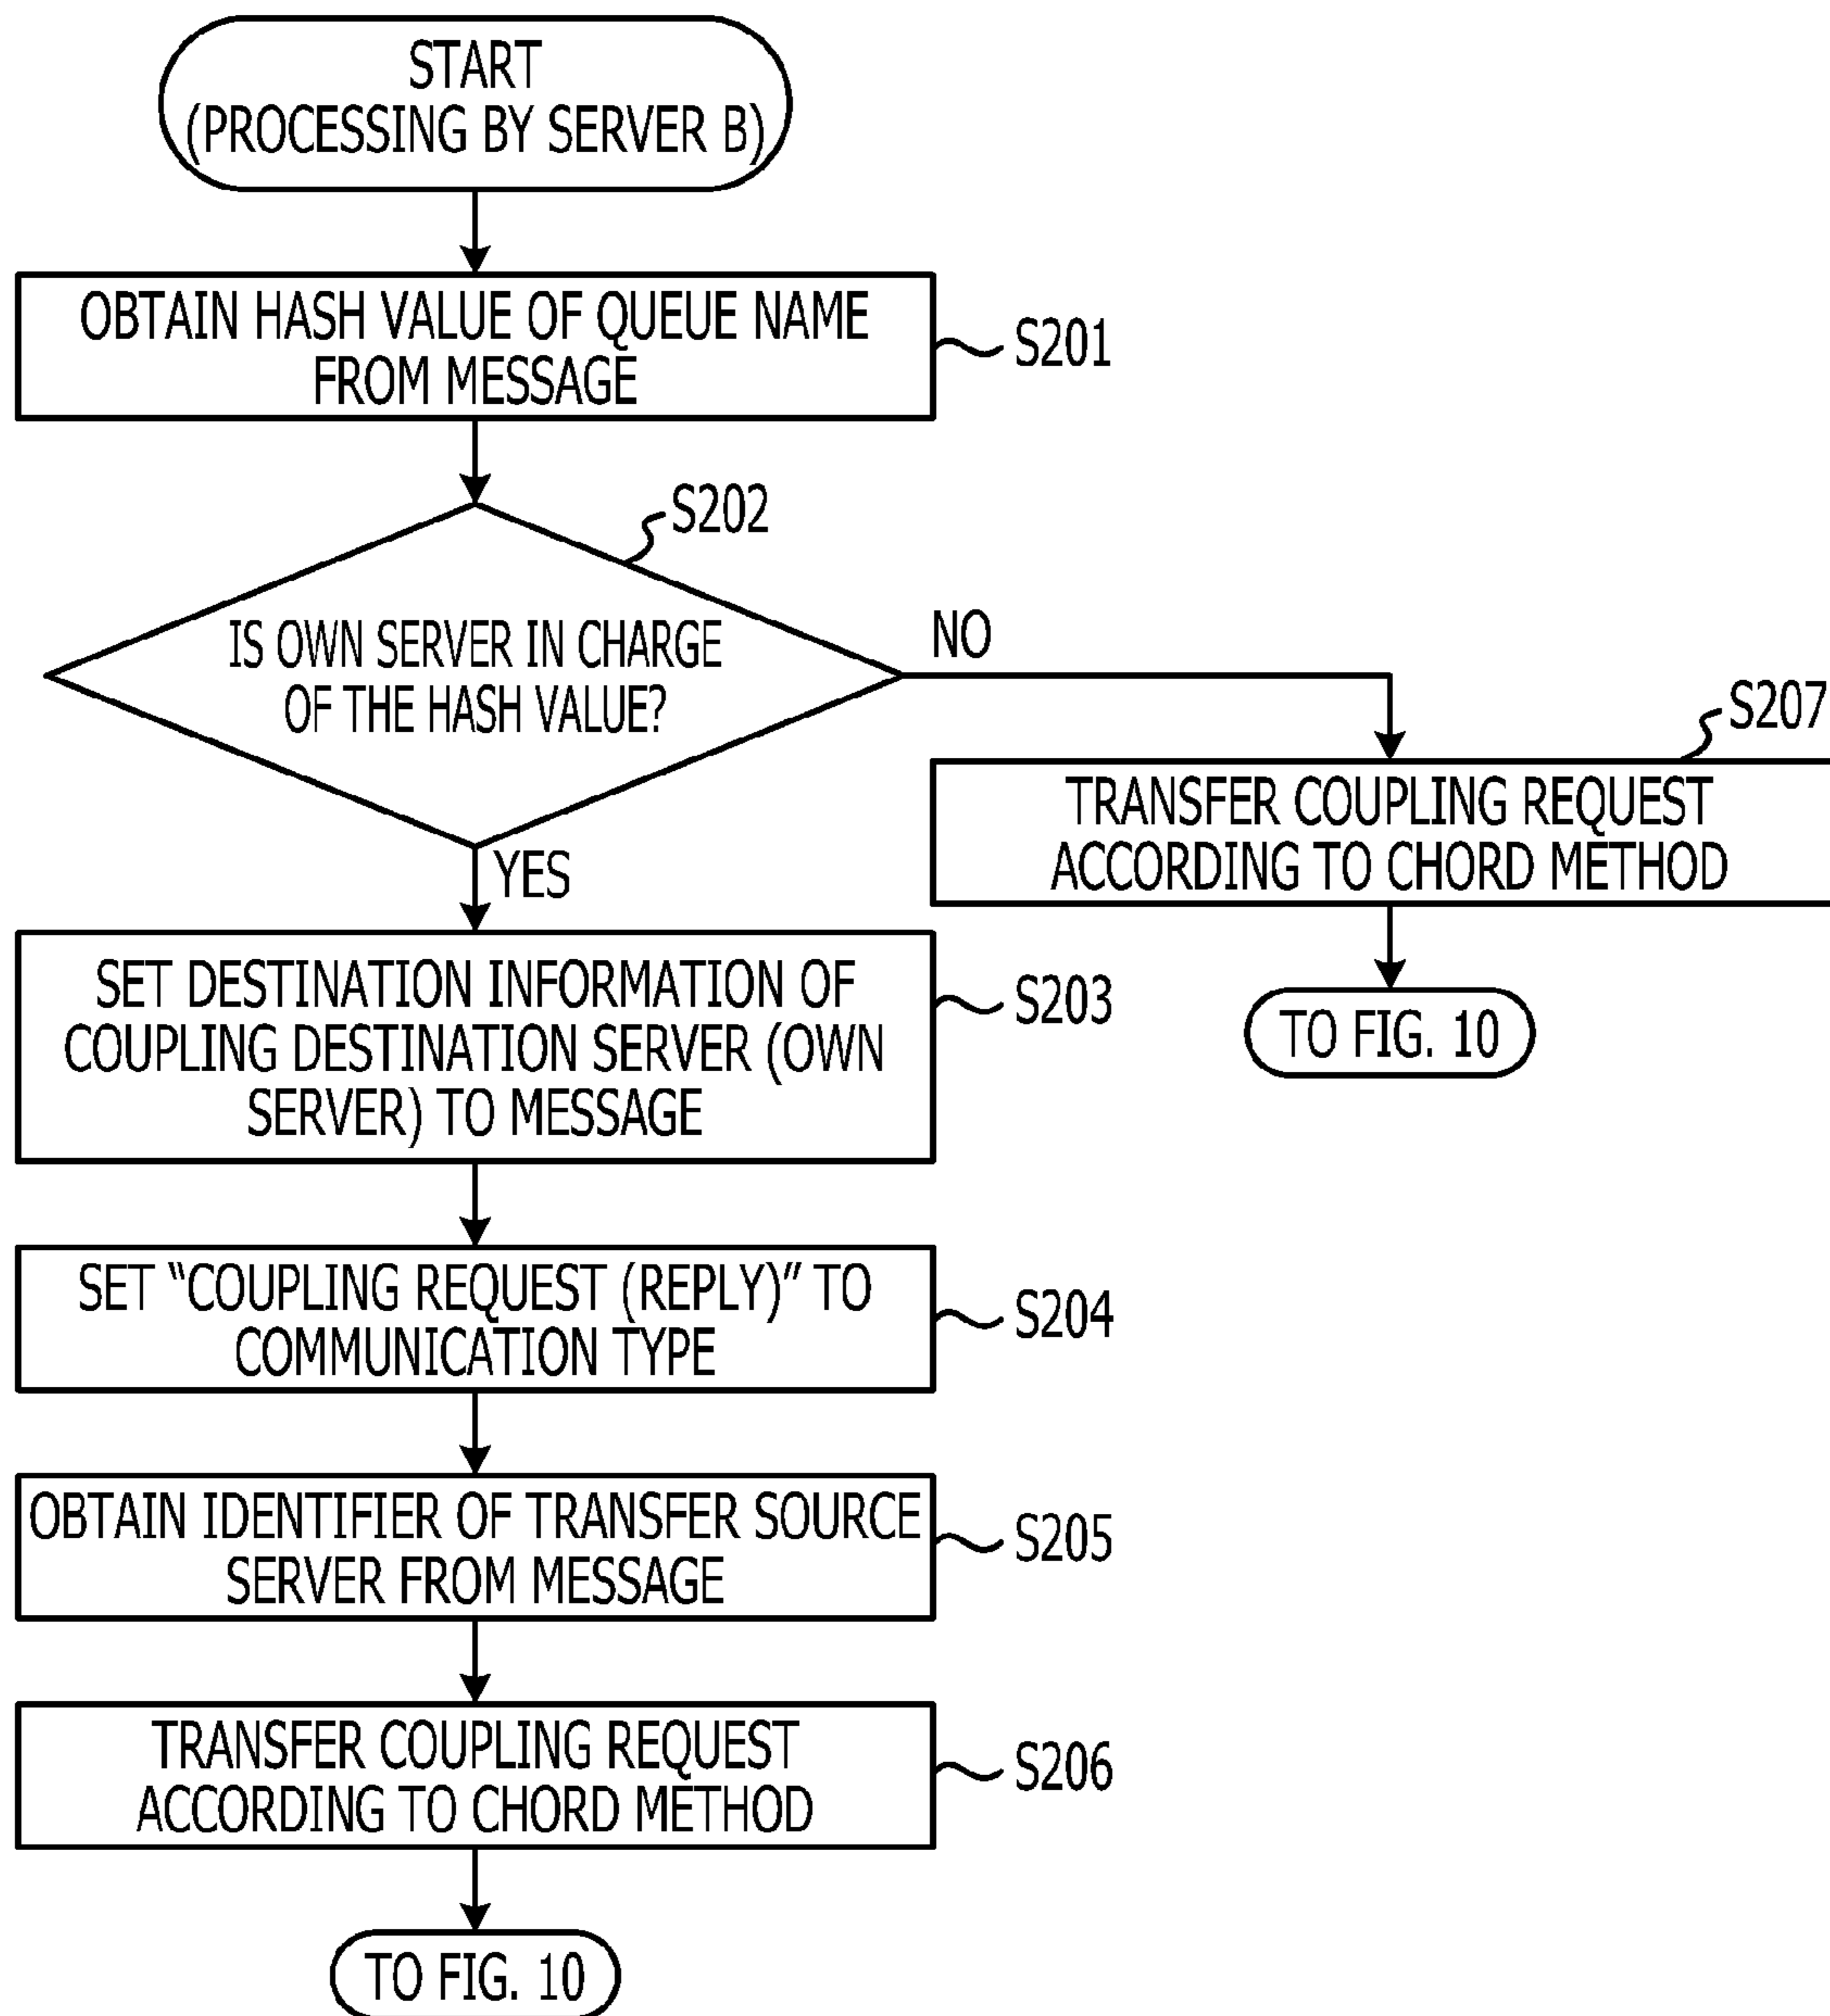 START
(PROCESSING BY SERVER B)
OBTAIN HASH VALUE OF QUEUE NAME
FROM MESSAGE
S201
S202
IS OWN SERVER IN CHARGE
OF THE HASH VALUE?
NO
YES
S207
TRANSFER COUPLING REQUEST
ACCORDING TO CHORD METHOD
TO FIG. 10
SET DESTINATION INFORMATION OF
COUPLING DESTINATION SERVER (OWN
SERVER) TO MESSAGE
S203
SET “COUPLING REQUEST (REPLY)” TO
COMMUNICATION TYPE
S204
OBTAIN IDENTIFIER OF TRANSFER SOURCE
SERVER FROM MESSAGE
S205
TRANSFER COUPLING REQUEST
ACCORDING TO CHORD METHOD
S206
TO FIG. 10